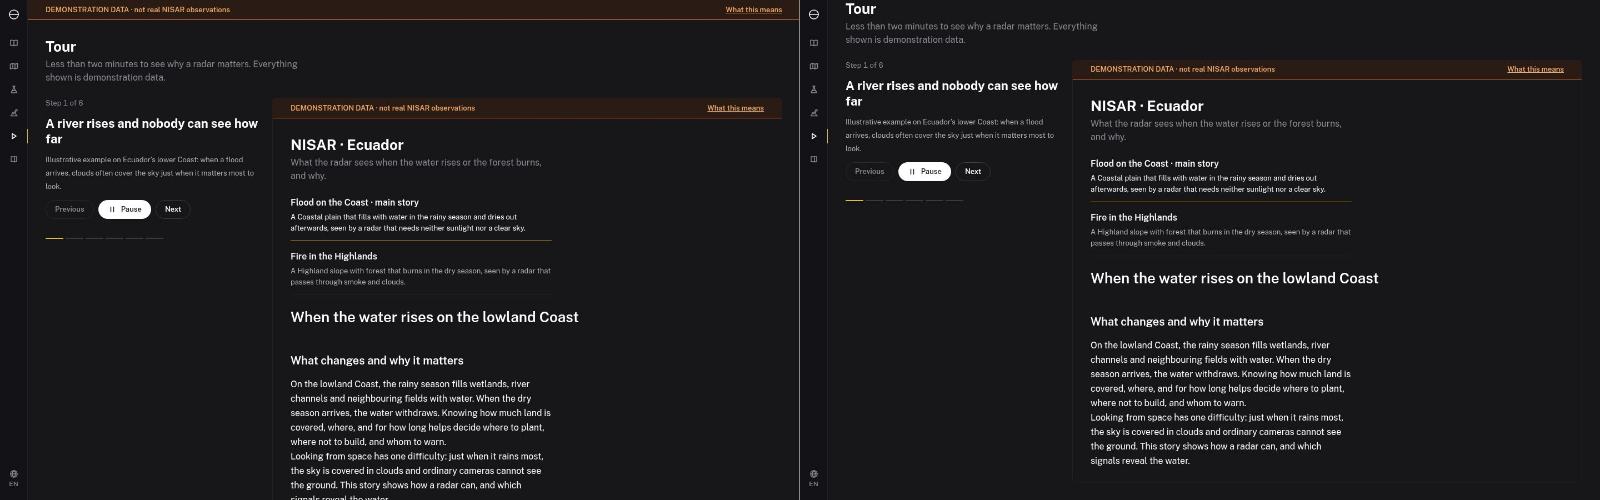 DEMONSTRATION DATA · not real NISAR observations
What this means
Tour
Less than two minutes to see why a radar matters. Everything
shown is demonstration data.
Step 1 of 6
A river rises and nobody can see how
far
Illustrative example on Ecuador's lower Coast: when a flood
arrives, clouds often cover the sky just when it matters most to
look.
Previous
Pause
Next
DEMONSTRATION DATA · not real NISAR observations
What this means
NISAR · Ecuador
What the radar sees when the water rises or the forest burns,
and why.
Flood on the Coast · main story
A Coastal plain that fills with water in the rainy season and dries out
afterwards, seen by a radar that needs neither sunlight nor a clear sky.
Fire in the Highlands
A Highland slope with forest that burns in the dry season, seen by a radar that
passes through smoke and clouds.
When the water rises on the lowland Coast
What changes and why it matters
On the lowland Coast, the rainy season fills wetlands, river
channels and neighbouring fields with water. When the dry
season arrives, the water withdraws. Knowing how much land is
covered, where, and for how long helps decide where to plant,
where not to build, and whom to warn.
Looking from space has one difficulty: just when it rains most,
the sky is covered in clouds and ordinary cameras cannot see
the ground. This story shows how a radar can, and which
signals reveal the water.
EN
Tour
Less than two minutes to see why a radar matters. Everything
shown is demonstration data.
Step 1 of 6
A river rises and nobody can see how
far
Illustrative example on Ecuador's lower Coast: when a flood
arrives, clouds often cover the sky just when it matters most to
look.
Previous
Pause
Next
DEMONSTRATION DATA · not real NISAR observations
What this means
NISAR · Ecuador
What the radar sees when the water rises or the forest burns,
and why.
Flood on the Coast · main story
A Coastal plain that fills with water in the rainy season and dries out
afterwards, seen by a radar that needs neither sunlight nor a clear sky.
Fire in the Highlands
A Highland slope with forest that burns in the dry season, seen by a radar that
passes through smoke and clouds.
When the water rises on the lowland Coast
What changes and why it matters
On the lowland Coast, the rainy season fills wetlands, river
channels and neighbouring fields with water. When the dry
season arrives, the water withdraws. Knowing how much land is
covered, where, and for how long helps decide where to plant,
where not to build, and whom to warn.
Looking from space has one difficulty: just when it rains most,
the sky is covered in clouds and ordinary cameras cannot see
the ground. This story shows how a radar can, and which
signals reveal the water.
EN